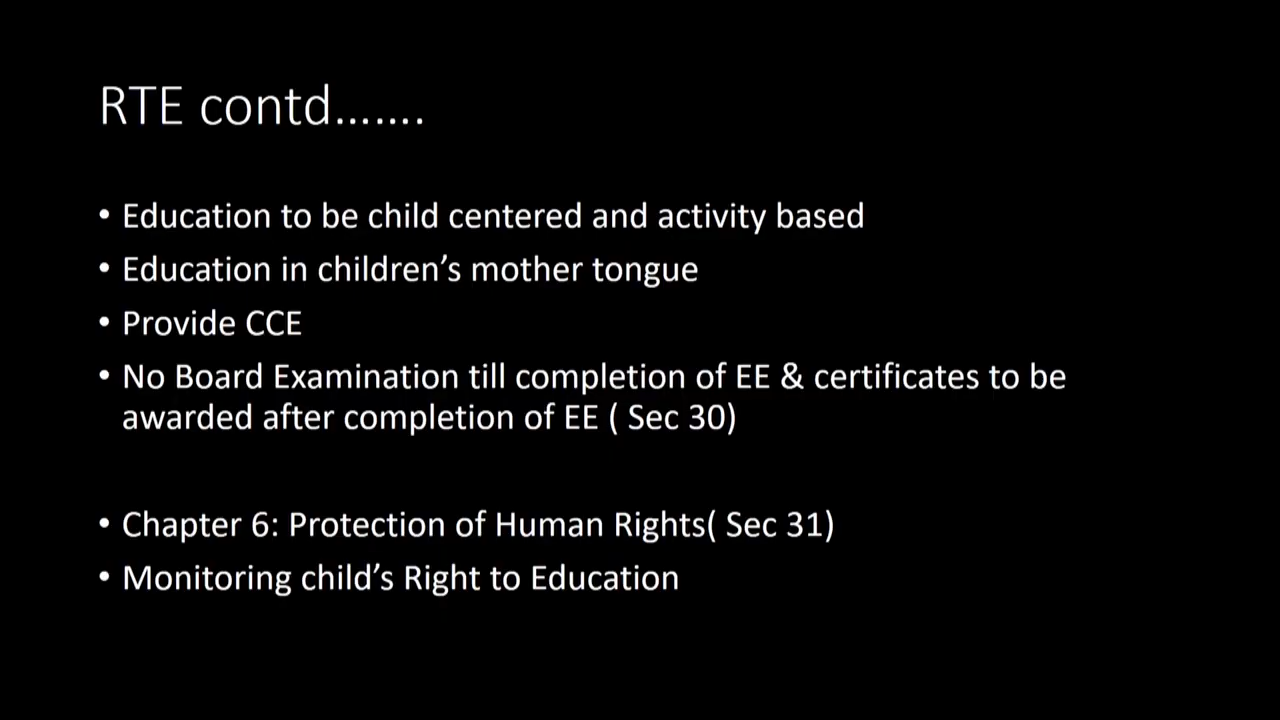 RTE contd…….
• Education to be child centered and activity based
• Education in children’s mother tongue
• Provide CCE
• No Board Examination till completion of EE & certificates to be
awarded after completion of EE ( Sec 30)
• Chapter 6: Protection of Human Rights( Sec 31)
• Monitoring child’s Right to Education